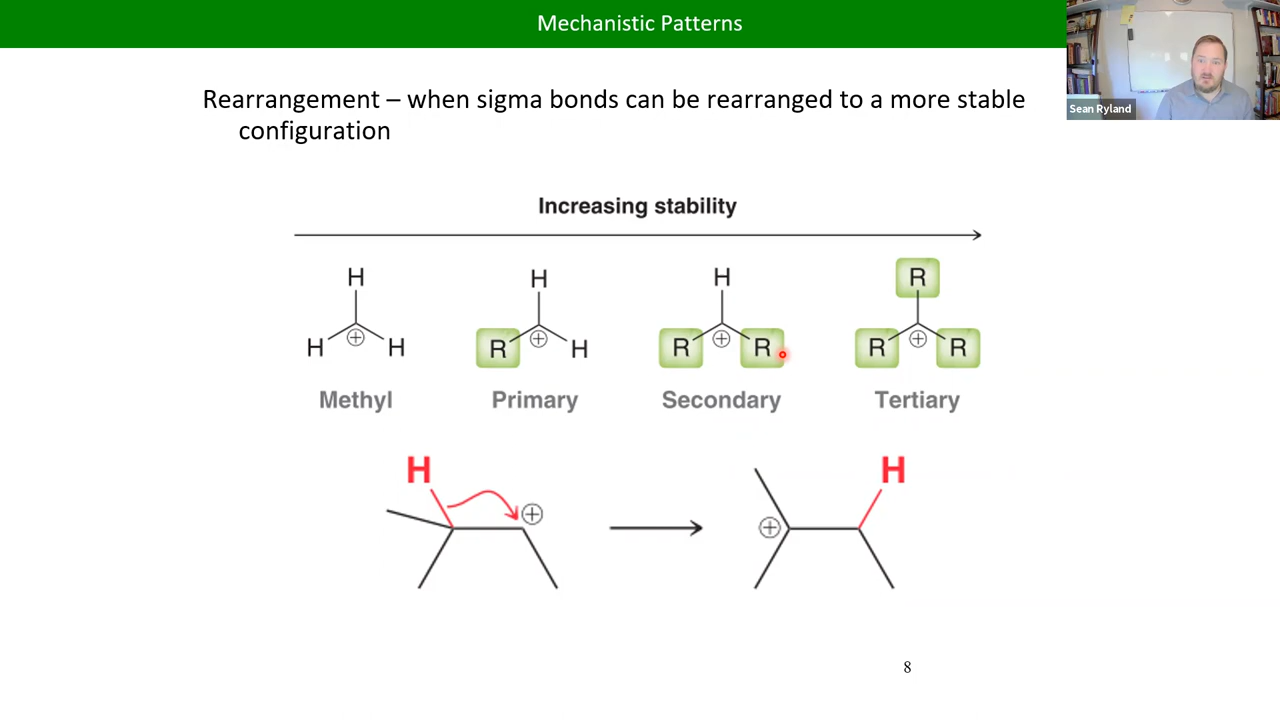 Mechanistic Patterns
Sean Ryland
Rearrangement – when sigma bonds can be rearranged to a more stable
configuration
Increasing stability
H
H
H
R
H
H
R
H
R
R
R
R
Methyl
Primary
Secondary
Tertiary
H
H
8